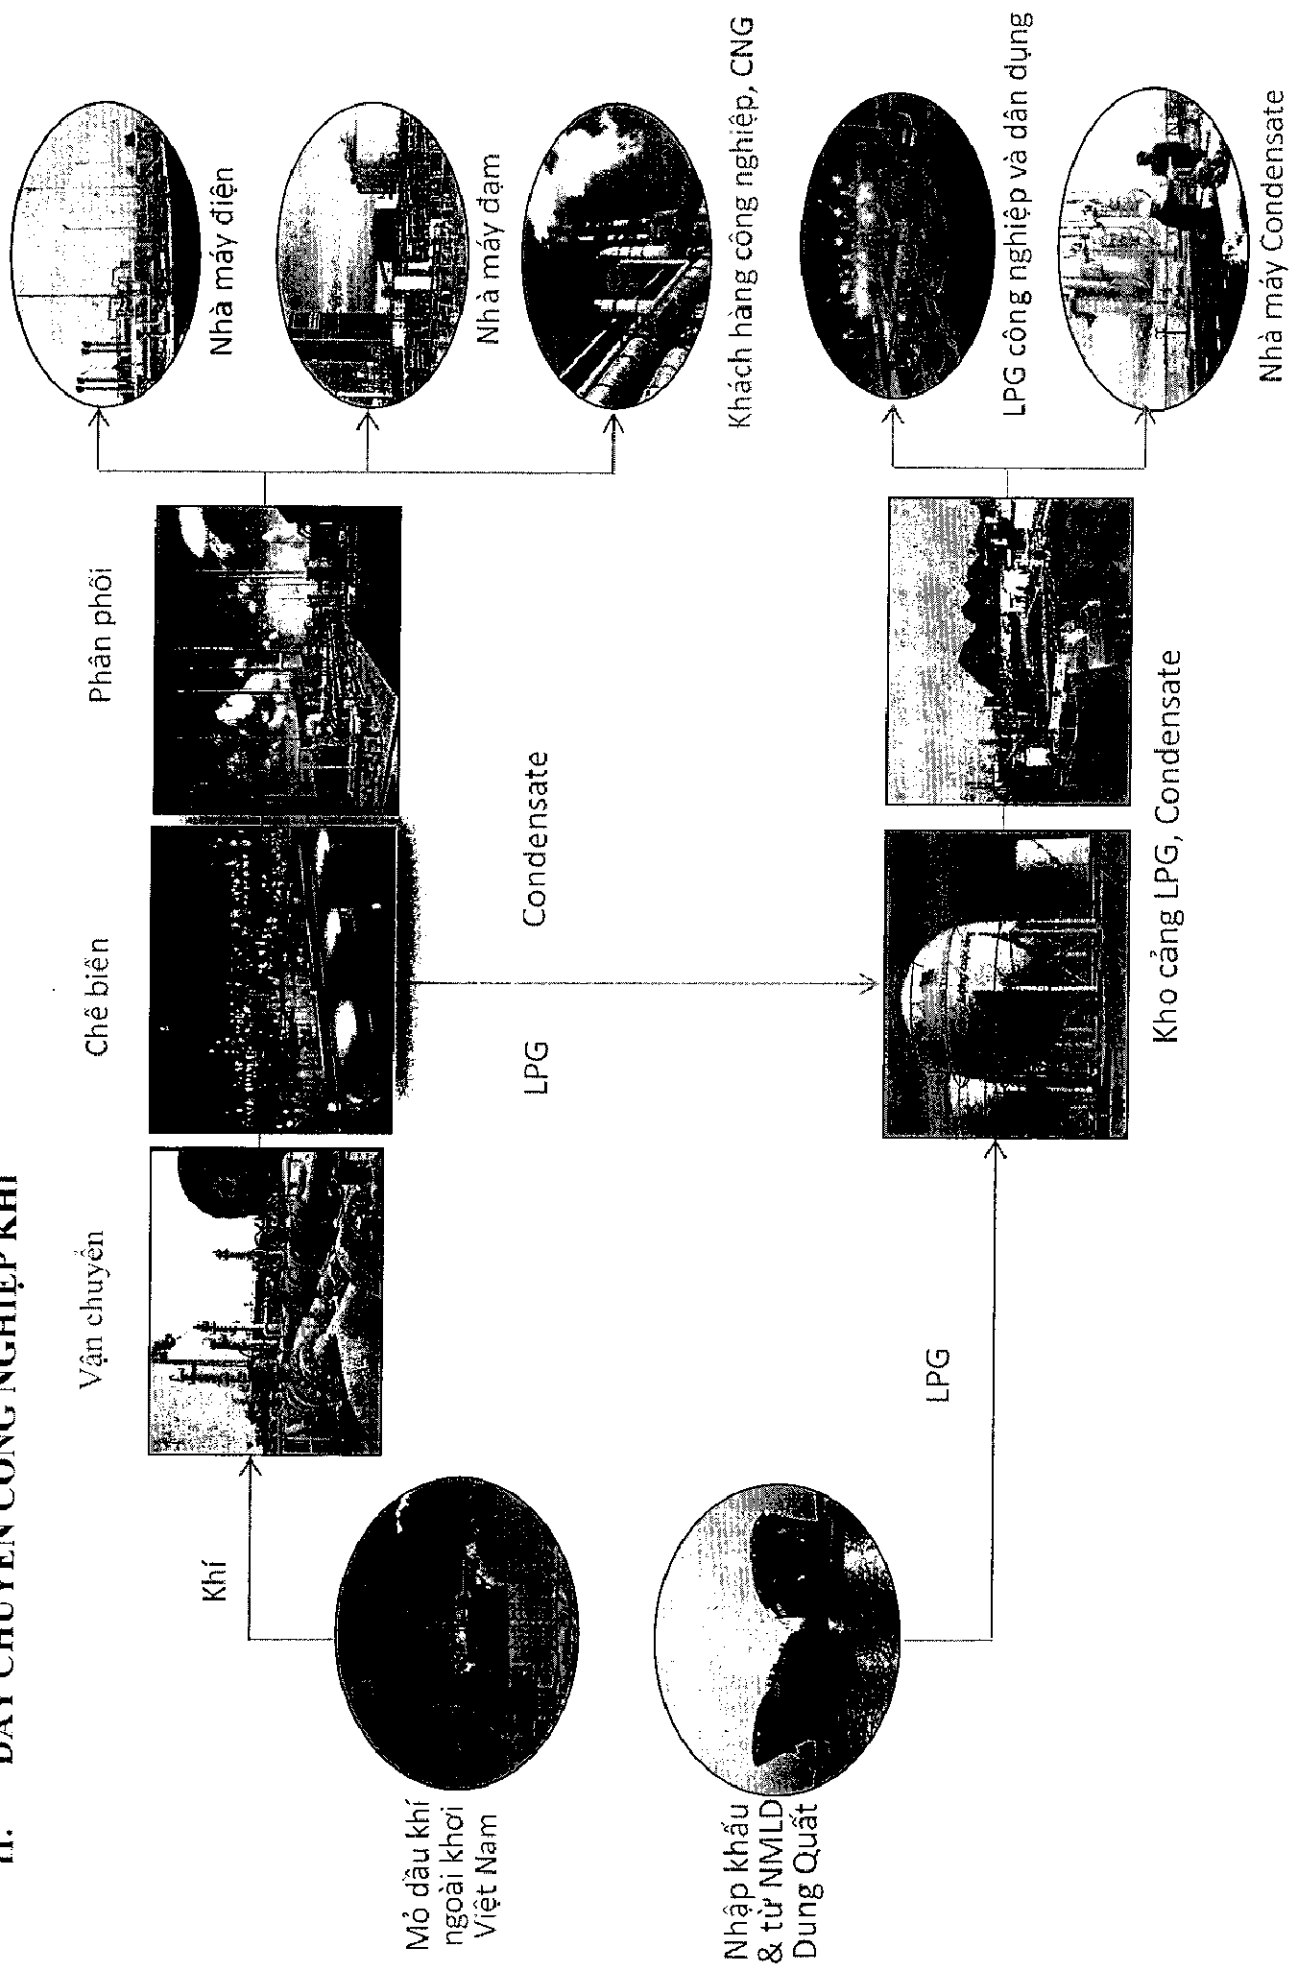 II. DÂY CHUYỀN CÔNG NGHIỆP KHÍ
Vận chuyển
Chế biến
Phân phối
Khí
Mỏ dầu khí
ngoài khơi
Việt Nam
LPG
Condensate
Nhà máy điện
Nhà máy đạm
Khách hàng công nghiệp, CNG
Nhập khẩu
& từ NMLD
Dung Quất
LPG
Kho cảng LPG, Condensate
LPG công nghiệp và dân dụng
Nhà máy Condensate